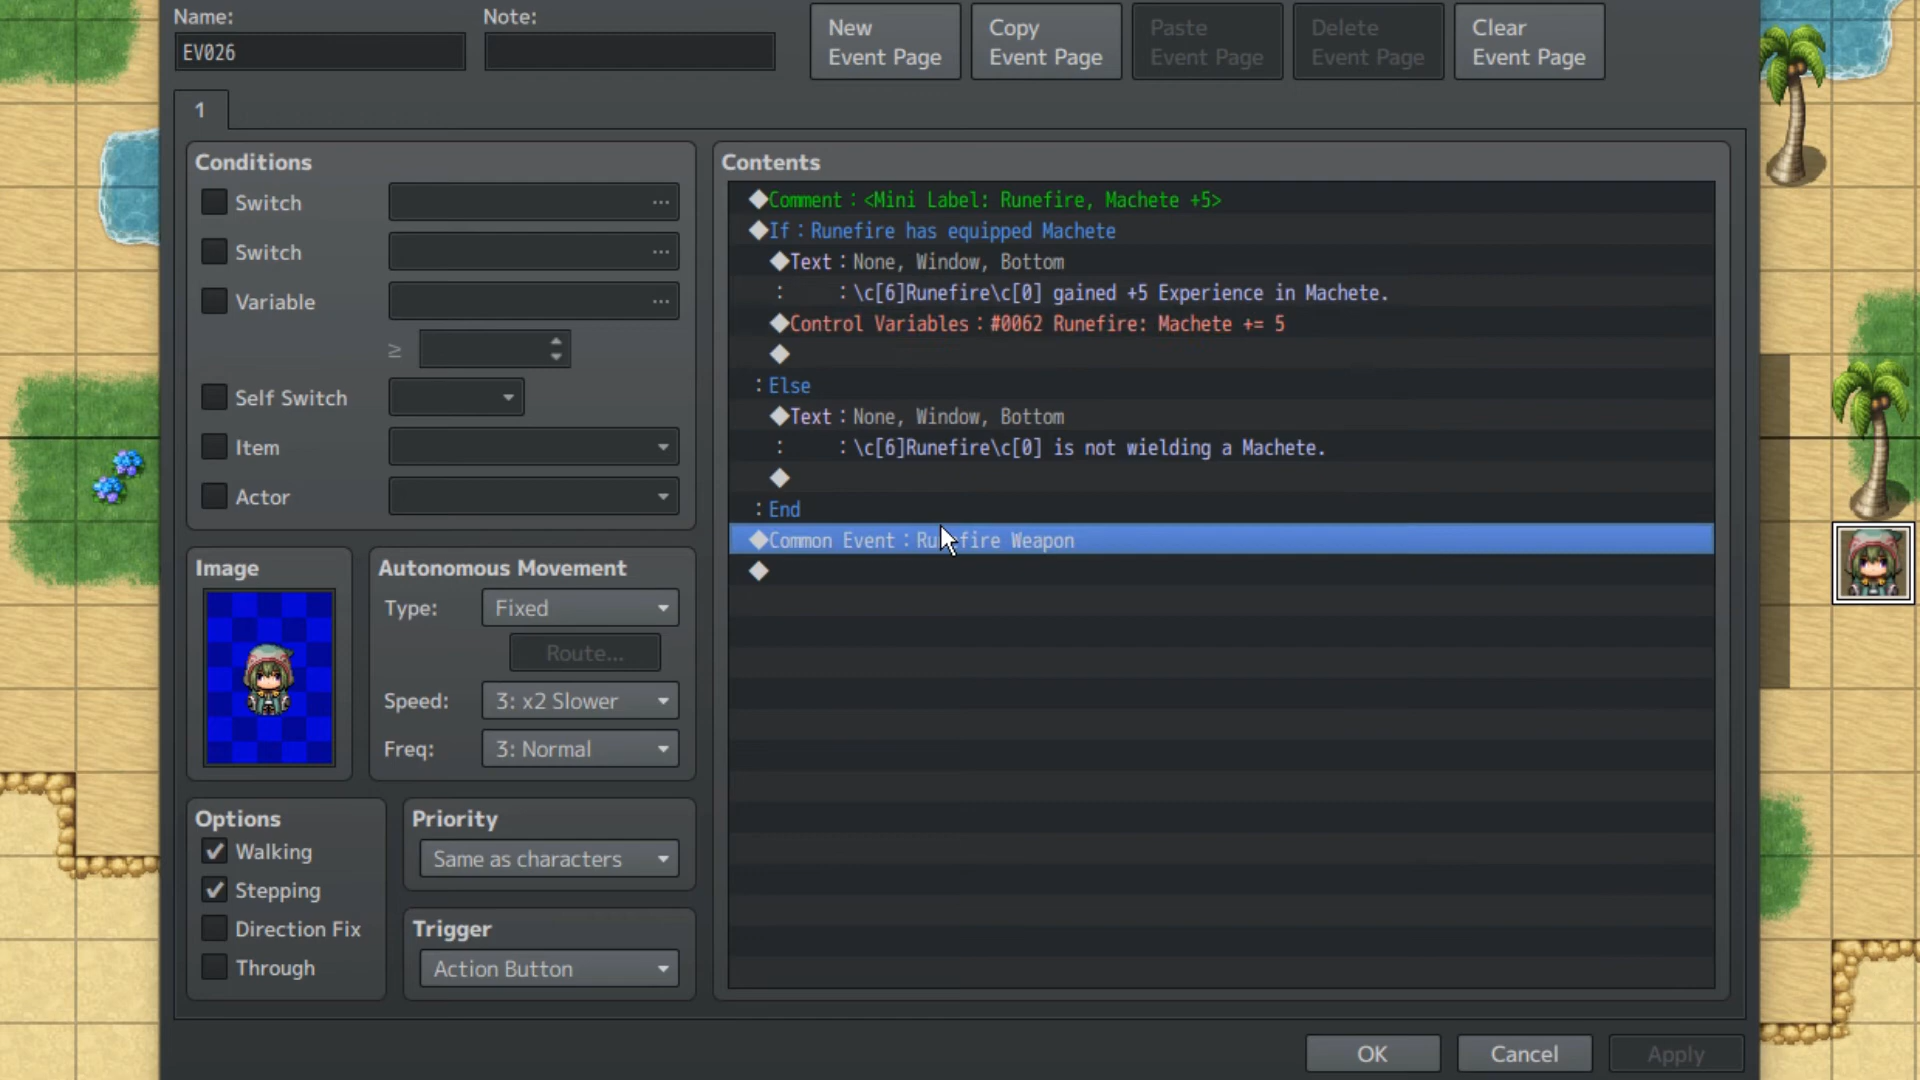 Name:
Note:
EV026
New Event Page
Copy Event Page
Paste Event Page
Delete Event Page
Clear Event Page
1
Conditions
Switch
...
Switch
...
Variable
...
≥
Self Switch
Item
Actor
Image
Autonomous Movement
Type:
Fixed
Route...
Speed:
3: x2 Slower
Freq:
3: Normal
Options
Walking
Stepping
Direction Fix
Through
Priority
Same as characters
Trigger
Action Button
Contents
◆Comment：<Mini Label: Runefire, Machete +5>
◆If：Runefire has equipped Machete
◆Text：None, Window, Bottom
:　　:\c[6]Runefire\c[0] gained +5 Experience in Machete.
◆Control Variables：#0062 Runefire: Machete += 5
◆
:Else
◆Text：None, Window, Bottom
:　　:\c[6]Runefire\c[0] is not wielding a Machete.
◆
:End
◆Common Event：Runefire Weapon
◆
OK
Cancel
Apply